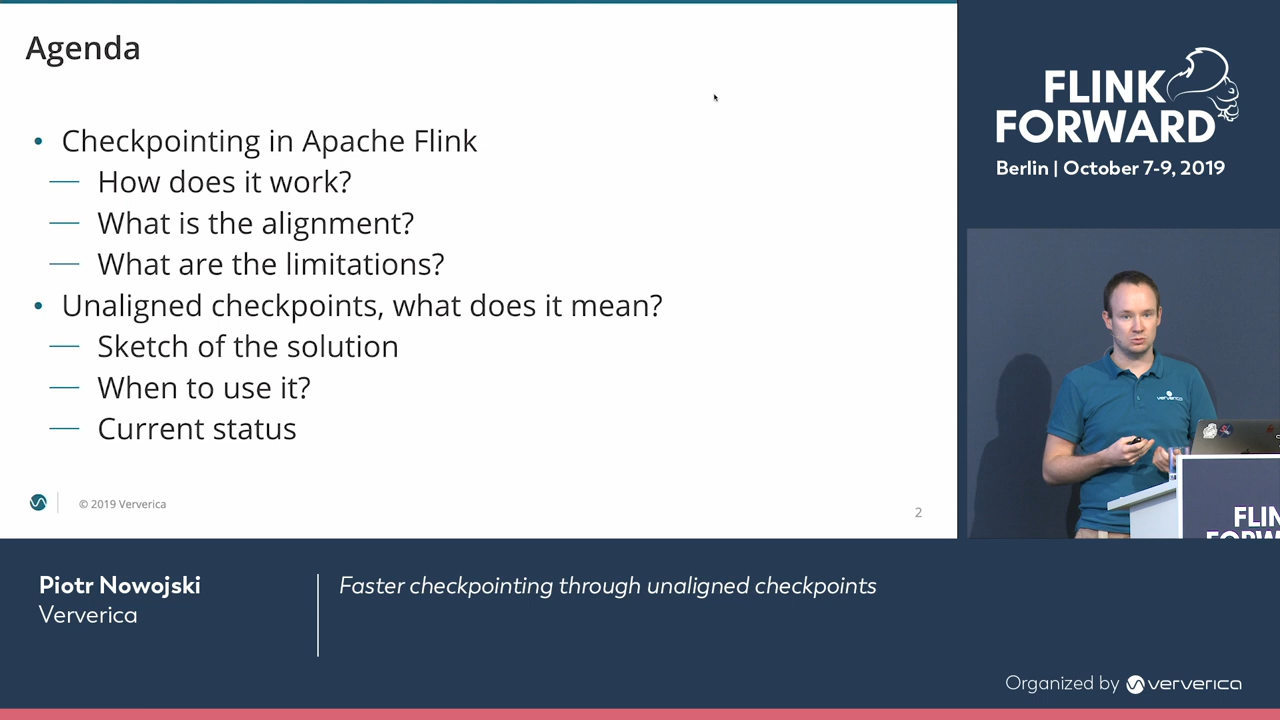 Agenda
• Checkpointing in Apache Flink
— How does it work?
— What is the alignment?
— What are the limitations?
• Unaligned checkpoints, what does it mean?
— Sketch of the solution
— When to use it?
— Current status
© 2019 Ververica
2
FLINK
FORWARD
Berlin | October 7-9, 2019
ververica
Piotr Nowojski
Ververica
Faster checkpointing through unaligned checkpoints
Organized by ververica